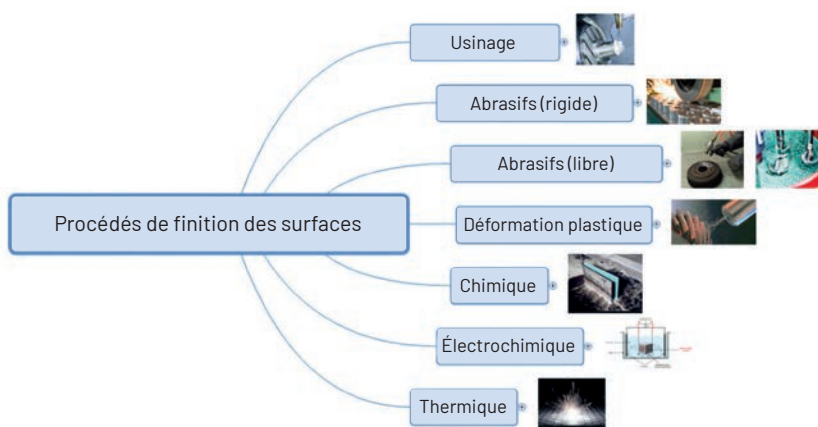 Usinage
Abrasifs (rigide)
Abrasifs (libre)
Procédés de finition des surfaces
Déformation plastique
Chimique
Électrochimique
Thermique